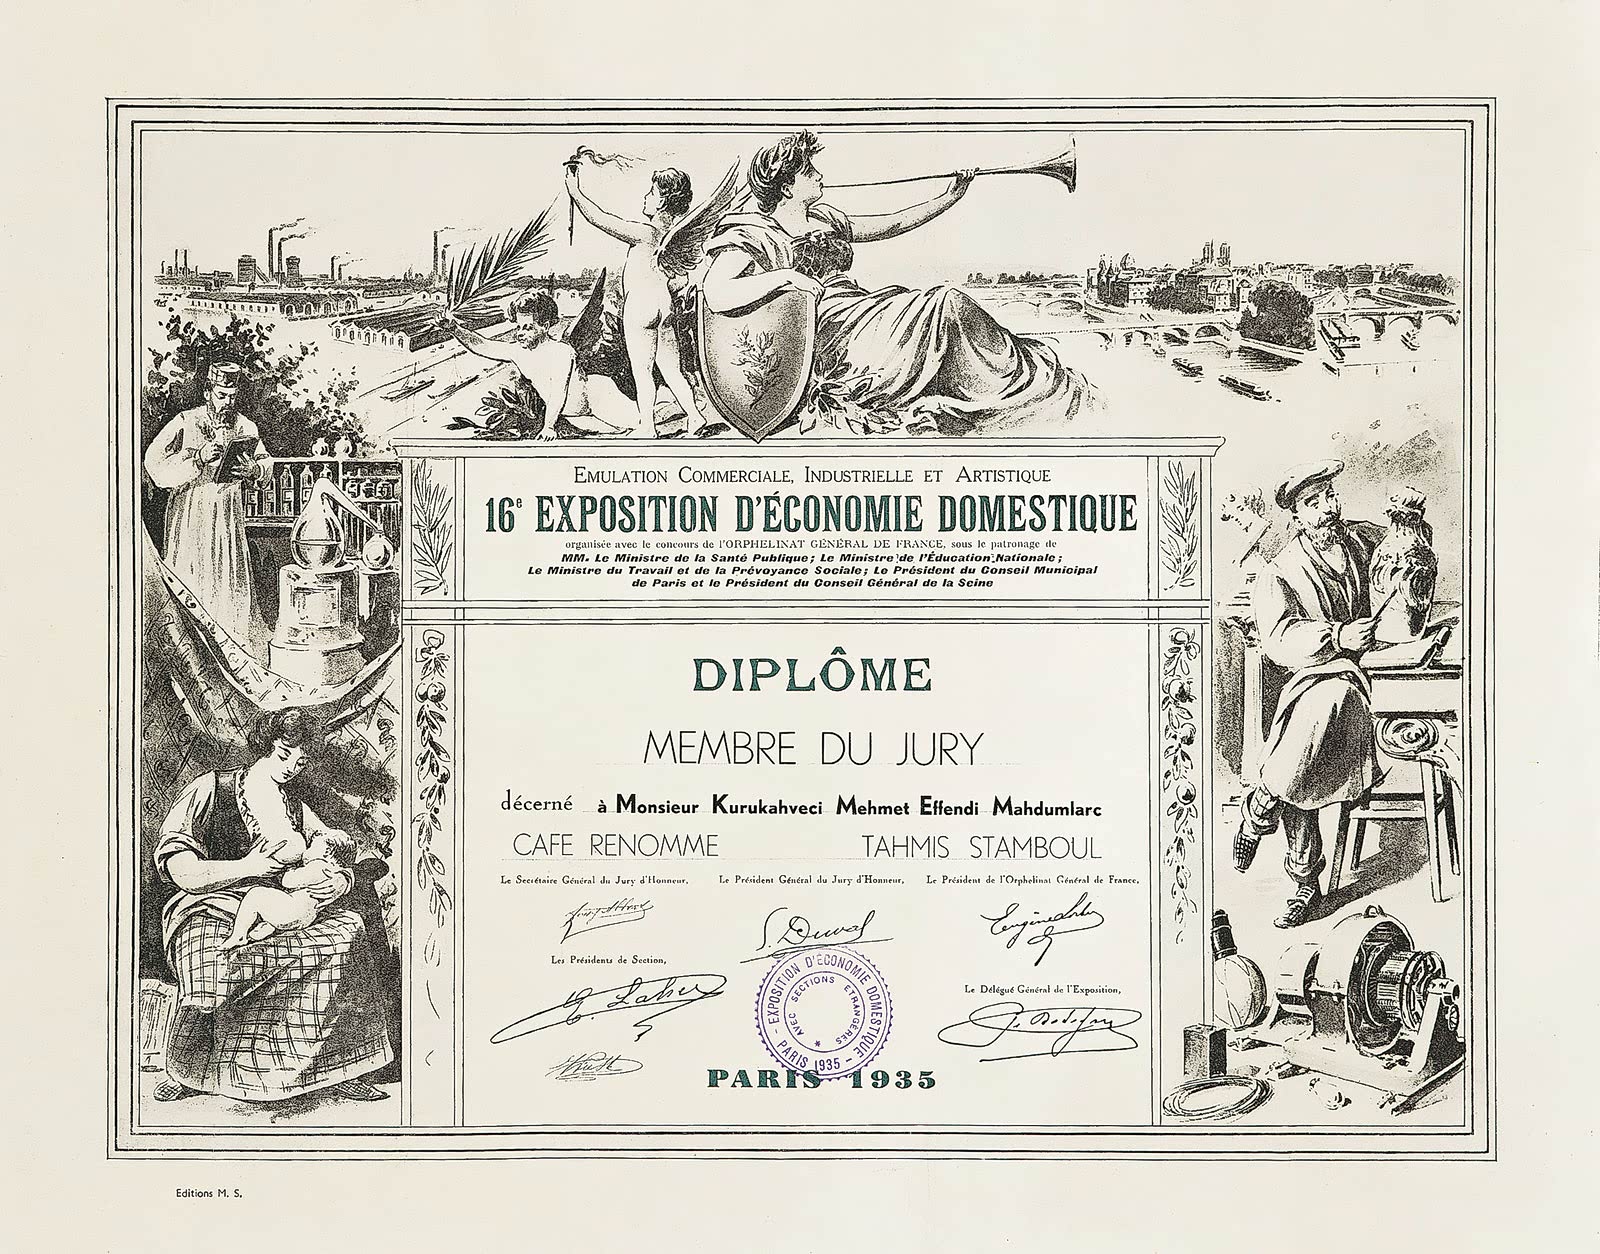 EMULATION COMMERCIALE, INDUSTRIELLE ET ARTISTIQUE
16e EXPOSITION D'ÉCONOMIE DOMESTIQUE
organisée avec le concours de l'ORPHELINAT GÉNÉRAL DE FRANCE, sous le patronage de
MM. Le Ministre de la Santé Publique; Le Ministre de l'Éducation Nationale;
Le Ministre du Travail et de la Prévoyance Sociale; Le Président du Conseil Municipal
de Paris et le Président du Conseil Général de la Seine
DIPLÔME
MEMBRE DU JURY
décerné à Monsieur Kurukahveci Mehmet Effendi Mahdumlarc
CAFE RENOMME TAHMIS STAMBOUL
Le Secrétaire Général du Jury d'Honneur, Le Président Général du Jury d'Honneur, Le Président de l'Orphelinat Général de France,
S. Duval
Les Présidents de Section,
Le Délégué Général de l'Exposition,
EXPOSITION D'ÉCONOMIE DOMESTIQUE
AVEC SECTIONS ETRANGÈRES
PARIS 1935
PARIS 1935
Editions M. S.